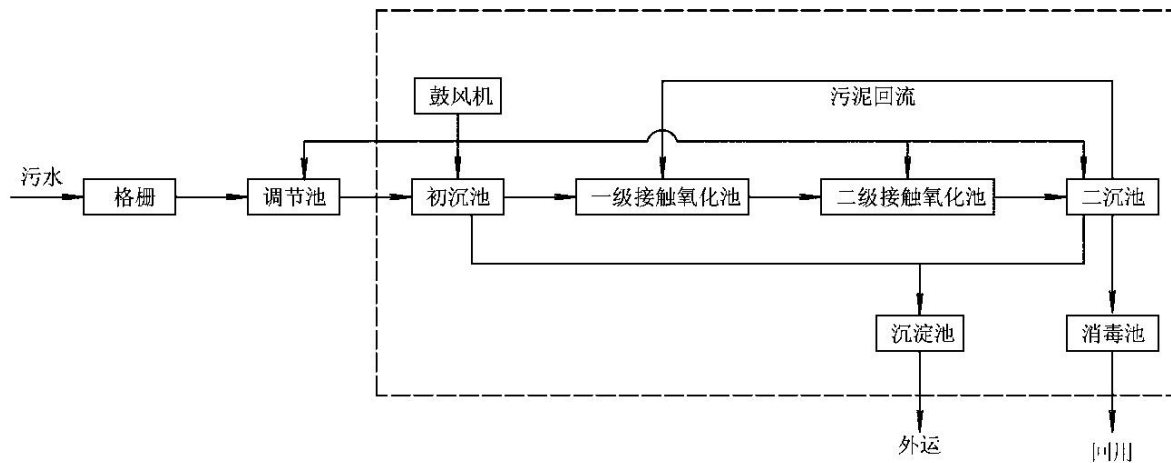 鼓风机
污泥回流
污水
格栅
调节池
初沉池
一级接触氧化池
二级接触氧化池
二沉池
沉淀池
消毒池
外运
回用